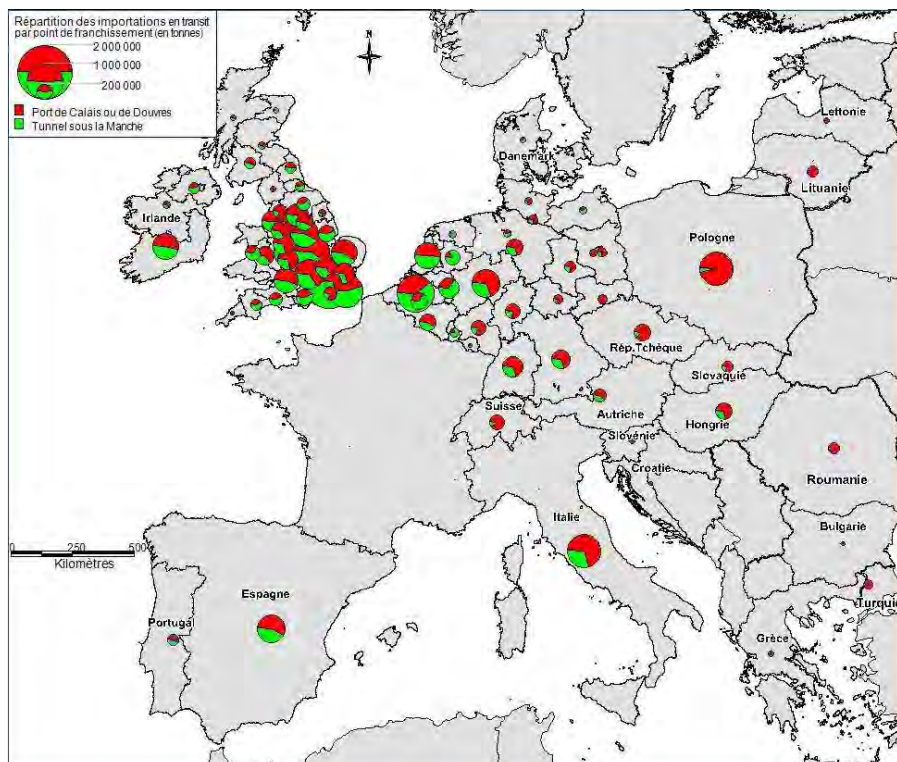 Répartition des importations en transit
par point de franchissement (en tonnes)
2 000 000
1 000 000
200 000
Port de Calais ou de Douvres
Tunnel sous la Manche
N
Lettonie
Danemark
Lituanie
Irlande
Pologne
Rép.Tchèque
Slovaquie
Suisse
Autriche
Hongrie
Slovénie
Croatie
Roumanie
Italie
Bulgarie
0 250 500
Kilomètres
Espagne
Turquie
Portugal
Grèce